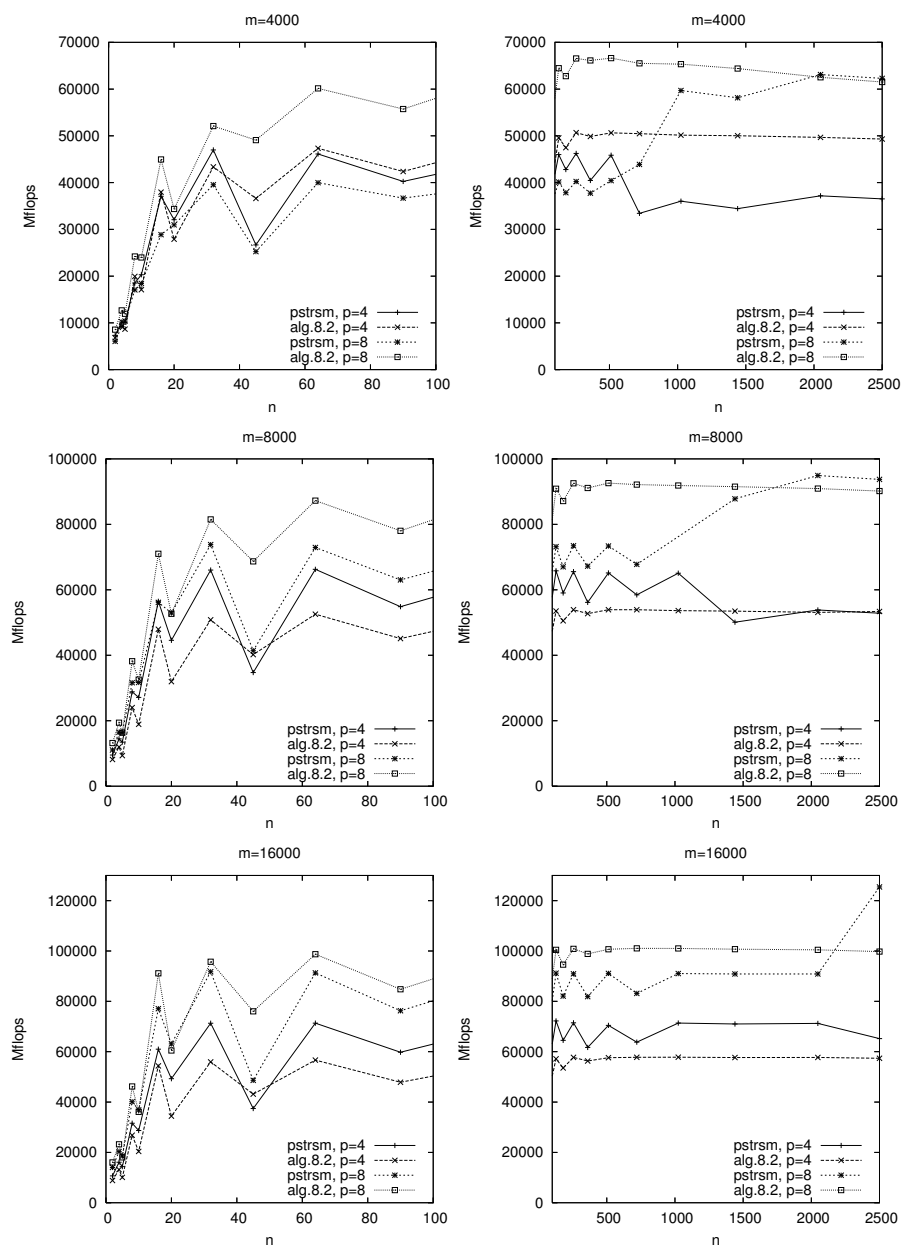 m=4000
70000
60000
50000
40000
30000
20000
10000
0
Mflops
0 20 40 60 80 100
n
pstrsm, p=4
alg.8.2, p=4
pstrsm, p=8
alg.8.2, p=8
m=4000
70000
60000
50000
40000
30000
20000
10000
0
Mflops
500 1000 1500 2000 2500
n
pstrsm, p=4
alg.8.2, p=4
pstrsm, p=8
alg.8.2, p=8
m=8000
100000
80000
60000
40000
20000
0
Mflops
0 20 40 60 80 100
n
pstrsm, p=4
alg.8.2, p=4
pstrsm, p=8
alg.8.2, p=8
m=8000
100000
80000
60000
40000
20000
0
Mflops
500 1000 1500 2000 2500
n
pstrsm, p=4
alg.8.2, p=4
pstrsm, p=8
alg.8.2, p=8
m=16000
120000
100000
80000
60000
40000
20000
0
Mflops
0 20 40 60 80 100
n
pstrsm, p=4
alg.8.2, p=4
pstrsm, p=8
alg.8.2, p=8
m=16000
120000
100000
80000
60000
40000
20000
0
Mflops
500 1000 1500 2000 2500
n
pstrsm, p=4
alg.8.2, p=4
pstrsm, p=8
alg.8.2, p=8